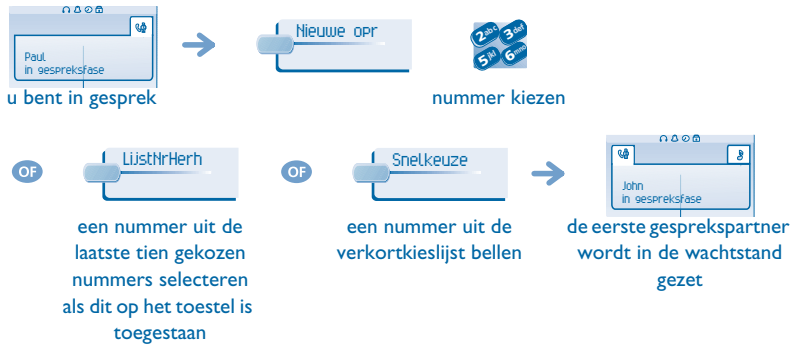 Paul
in gespreksfase
u bent in gesprek
Nieuwe opr
2abc 3def
5jkl 6mno
nummer kiezen
OF
LijstNrHerh
een nummer uit de
laatste tien gekozen
nummers selecteren
als dit op het toestel is
toegestaan
OF
Snelkeuze
een nummer uit de
verkortkieslijst bellen
John
in gespreksfase
de eerste gesprekspartner
wordt in de wachtstand
gezet